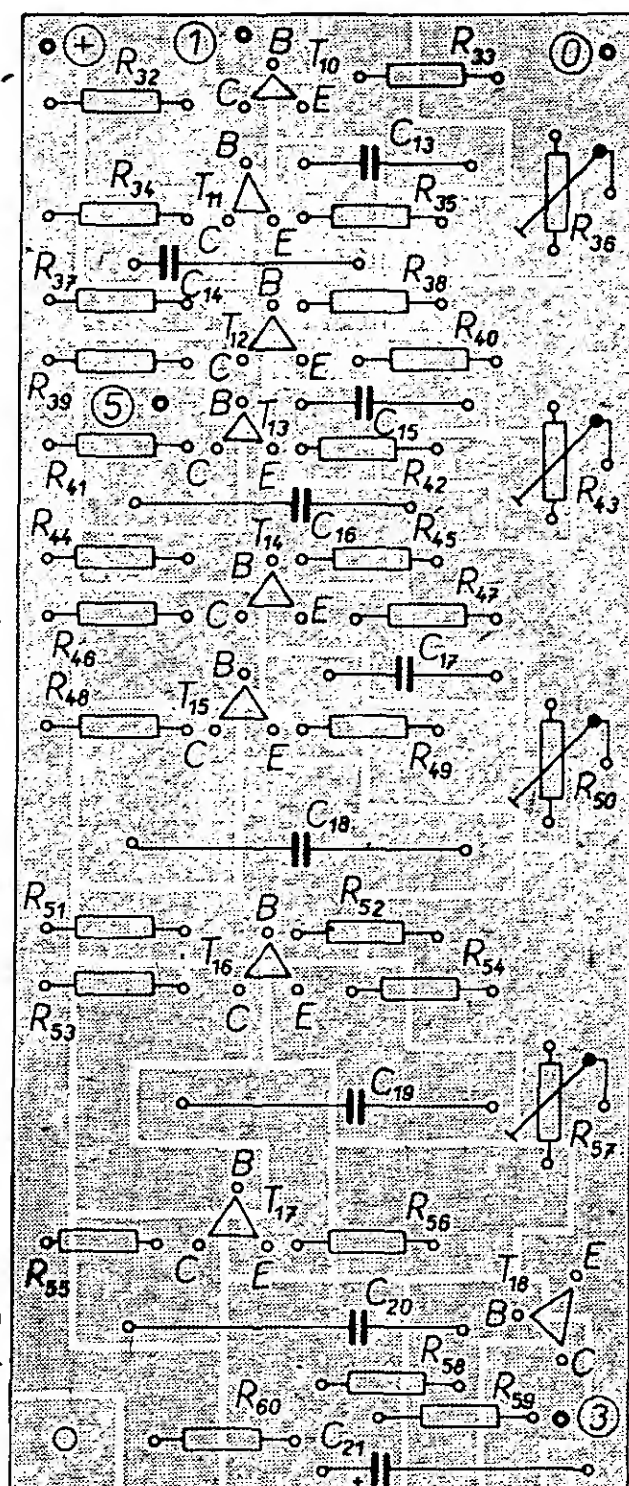 + 1 B T10 R33 0
R32 C E
B C13
R34 T11 R35 R36
C E
R37 C14 B R38
T12 R40
C E
R39 5 B T13 C15
R41 C E R42 R43
R44 T14 C16 R45
B R47
C E
R46 C17
R48 T15 B
C E R49 R50
C18
R51 B R52
T16 R54
R53 C E
C19
B R57
T17 R56
R55 C E T18 E
C20 B
R58 C
R60 R59 3
C21
+